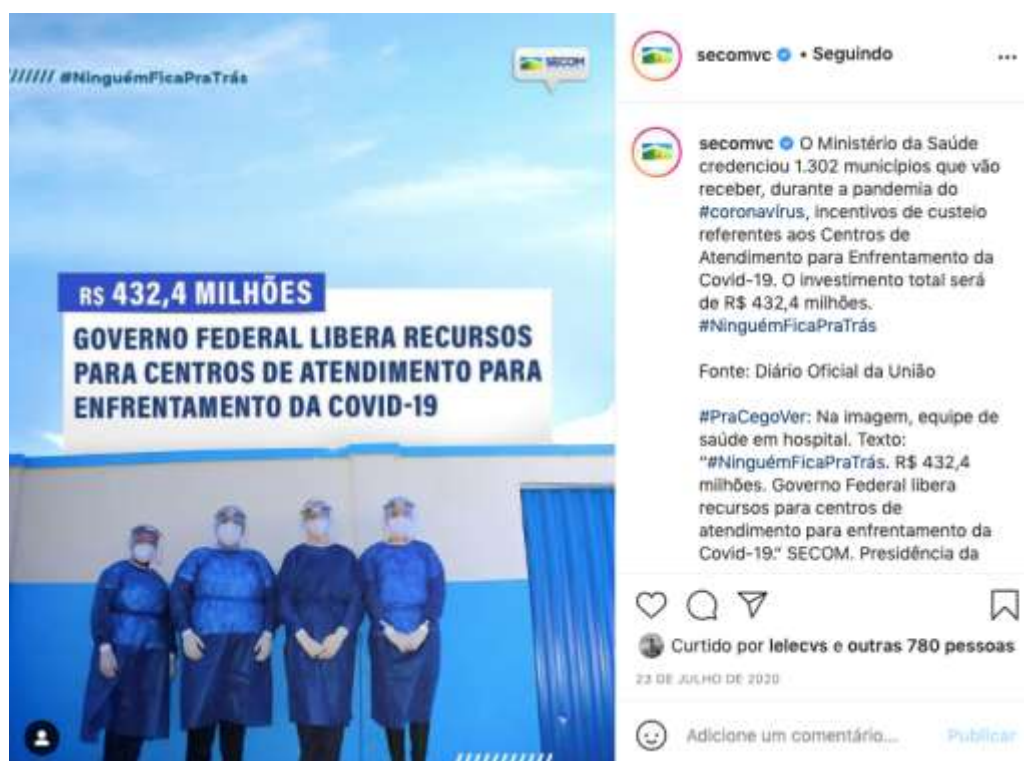 /////// #NinguémFicaPraTrás
SECOM
R$ 432,4 MILHÕES
GOVERNO FEDERAL LIBERA RECURSOS
PARA CENTROS DE ATENDIMENTO PARA
ENFRENTAMENTO DA COVID-19
secomvc • Seguindo
secomvc O Ministério da Saúde
credenciou 1.302 municípios que vão
receber, durante a pandemia do
#coronavírus, incentivos de custeio
referentes aos Centros de
Atendimento para Enfrentamento da
Covid-19. O investimento total será
de R$ 432,4 milhões.
#NinguémFicaPraTrás
Fonte: Diário Oficial da União
#PraCegoVer: Na imagem, equipe de
saúde em hospital. Texto:
"#NinguémFicaPraTrás. R$ 432,4
milhões. Governo Federal libera
recursos para centros de
atendimento para enfrentamento da
Covid-19." SECOM. Presidência da
Curtido por lelecvs e outras 780 pessoas
23 DE JULHO DE 2020
Adicione um comentário... Publicar